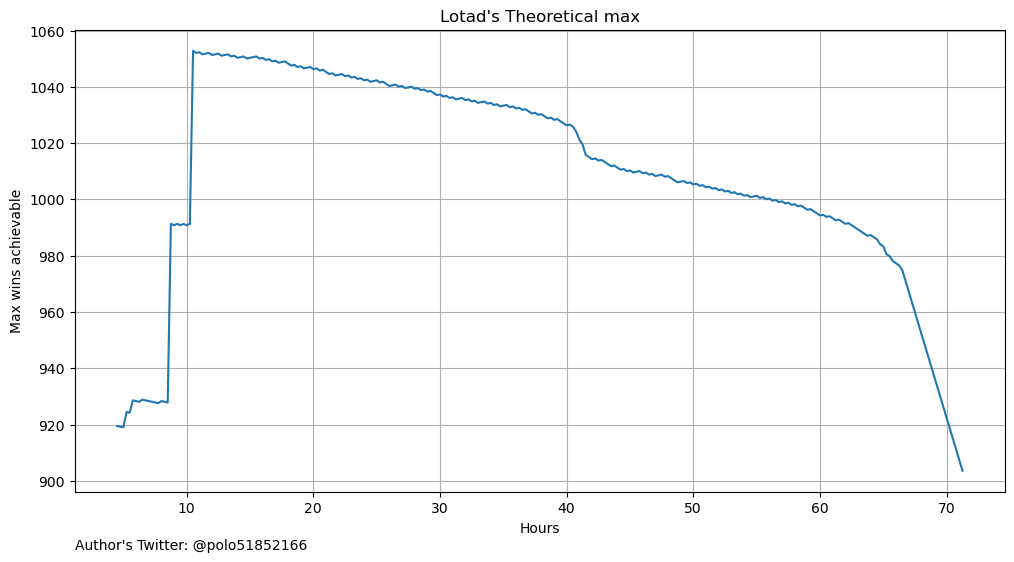 Lotad's Theoretical max
Max wins achievable
1060
1040
1020
1000
980
960
940
920
900
10 20 30 40 50 60 70
Hours
Author's Twitter: @polo51852166